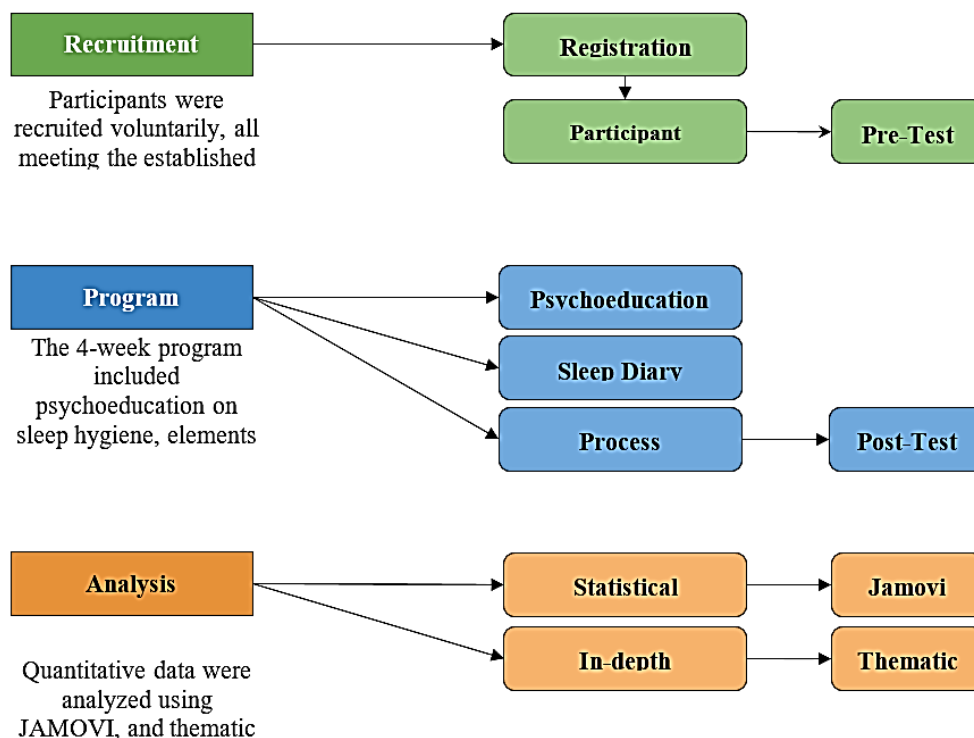 Recruitment
Participants were
recruited voluntarily, all
meeting the established
Registration
Participant
Pre-Test
Program
The 4-week program
included
psychoeducation on
sleep hygiene, elements
Psychoeducation
Sleep Diary
Process
Post-Test
Analysis
Quantitative data were
analyzed using
JAMOVI, and thematic
Statistical
Jamovi
In-depth
Thematic